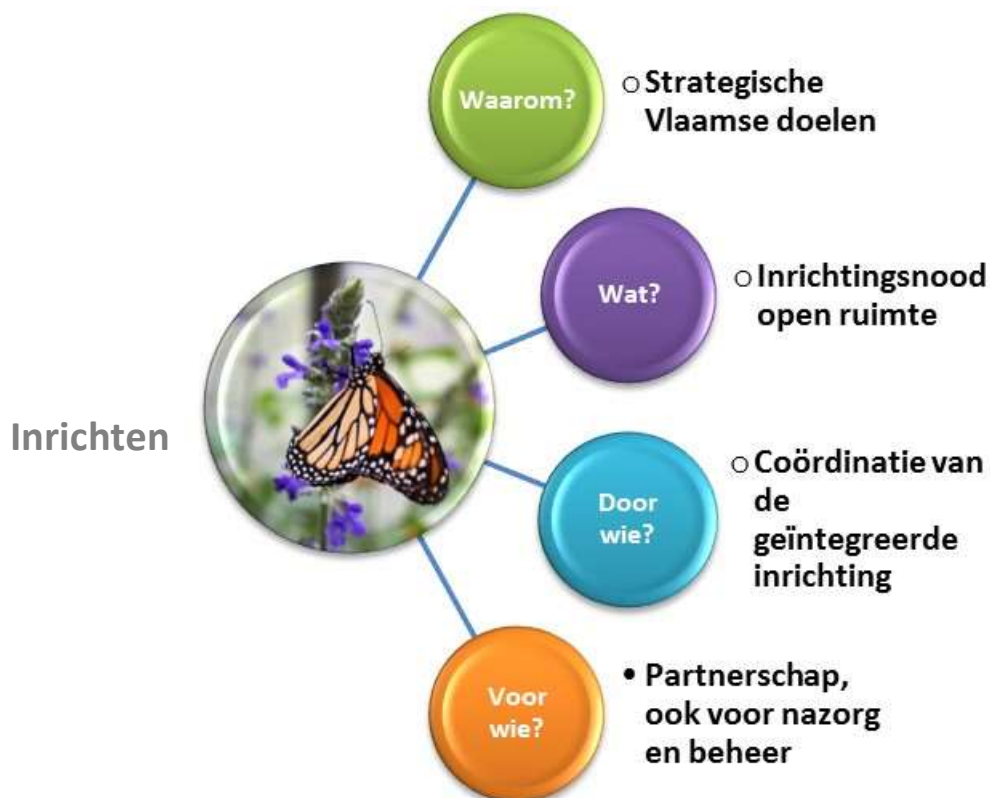 Waarom?
○ Strategische
Vlaamse doelen
Wat?
○ Inrichtingsnood
open ruimte
Inrichten
Door
wie?
○ Coördinatie van
de
geïntegreerde
inrichting
Voor
wie?
• Partnerschap,
ook voor nazorg
en beheer